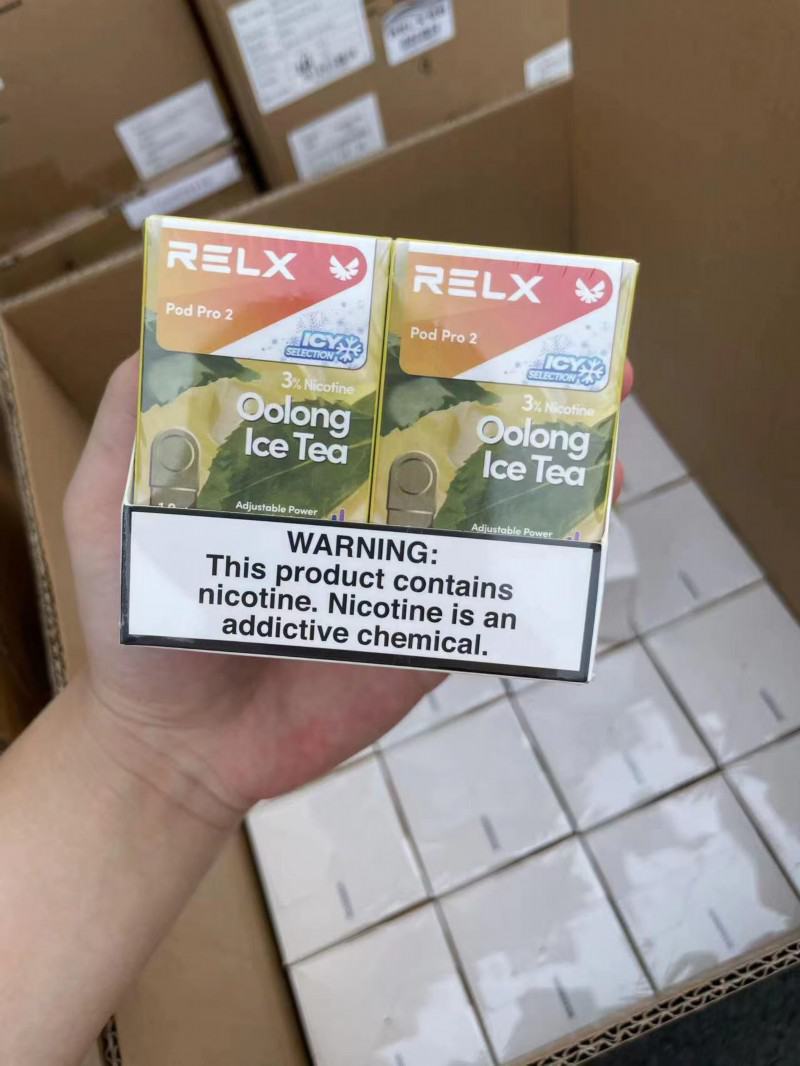 RELX
Pod Pro 2
ICY
SELECTION
3% Nicotine
Oolong
Ice Tea
Adjustable Power
RELX
Pod Pro 2
ICY
SELECTION
3% Nicotine
Oolong
Ice Tea
Adjustable Power
WARNING:
This product contains
nicotine. Nicotine is an
addictive chemical.